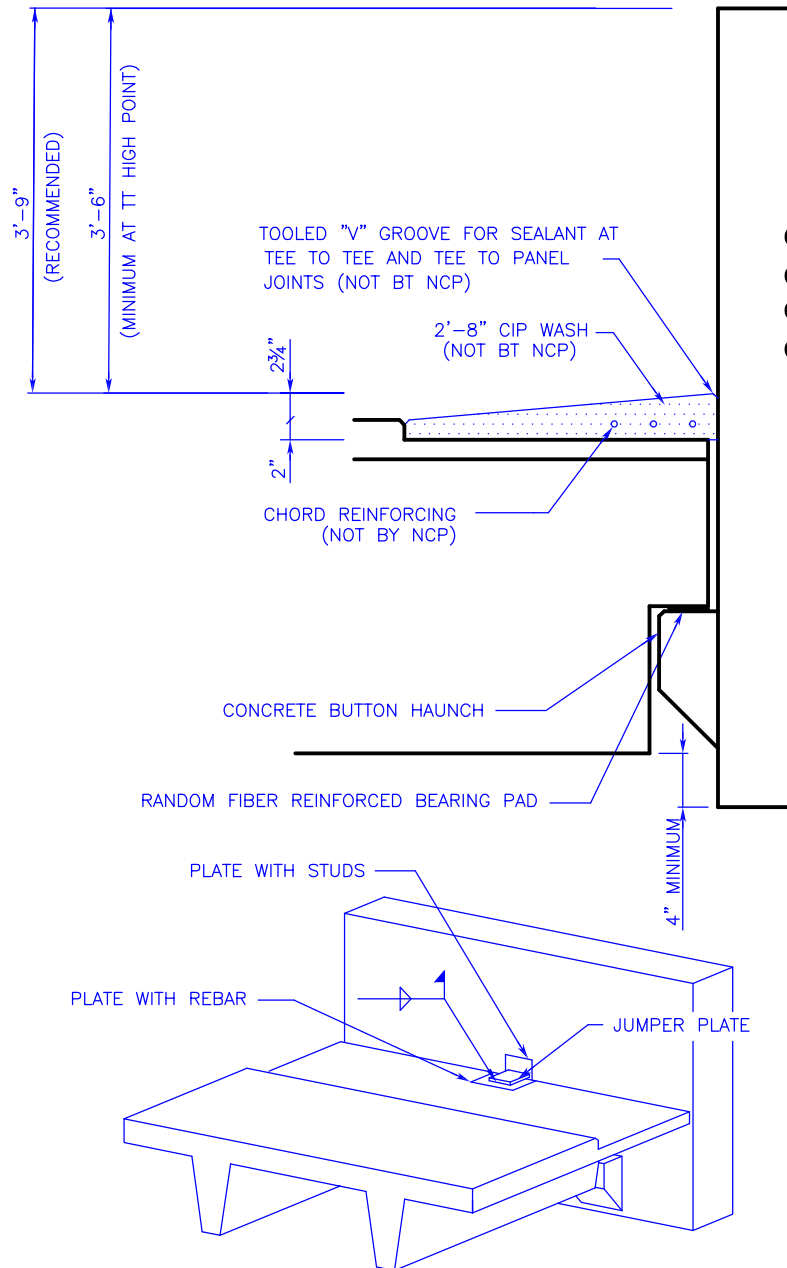 3'-9"
(RECOMMENDED)
3'-6"
(MINIMUM AT TT HIGH POINT)
TOOLED "V" GROOVE FOR SEALANT AT
TEE TO TEE AND TEE TO PANEL
JOINTS (NOT BT NCP)
2'-8" CIP WASH
(NOT BT NCP)
2¾"
2"
CHORD REINFORCING
(NOT BY NCP)
CONCRETE BUTTON HAUNCH
RANDOM FIBER REINFORCED BEARING PAD
4" MINIMUM
PLATE WITH STUDS
PLATE WITH REBAR
JUMPER PLATE